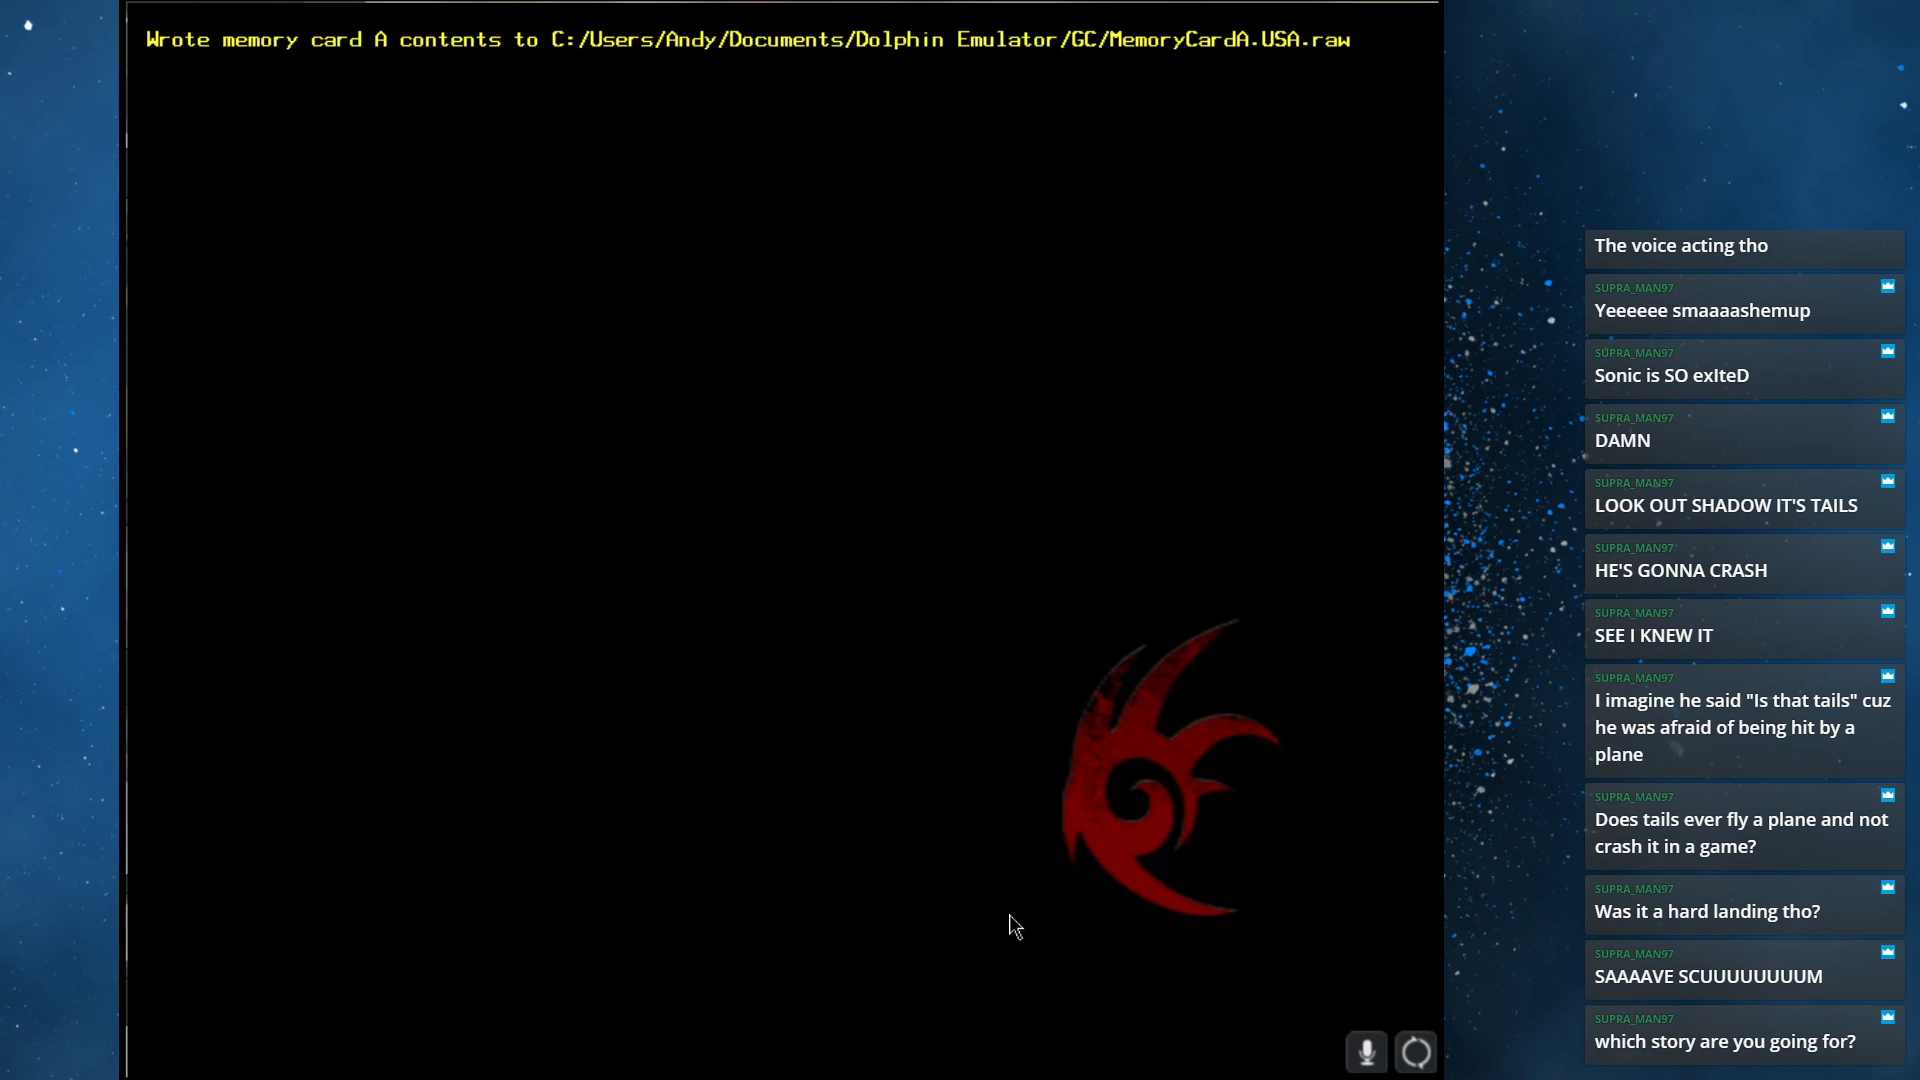 Wrote memory card A contents to C:/Users/Andy/Documents/Dolphin Emulator/GC/MemoryCardA.USA.raw
The voice acting tho
SUPRA_MAN97
Yeeeeee smaaaashemup
SUPRA_MAN97
Sonic is SO exIteD
SUPRA_MAN97
DAMN
SUPRA_MAN97
LOOK OUT SHADOW IT'S TAILS
SUPRA_MAN97
HE'S GONNA CRASH
SUPRA_MAN97
SEE I KNEW IT
SUPRA_MAN97
I imagine he said "Is that tails" cuz
he was afraid of being hit by a
plane
SUPRA_MAN97
Does tails ever fly a plane and not
crash it in a game?
SUPRA_MAN97
Was it a hard landing tho?
SUPRA_MAN97
SAAAAVE SCUUUUUUUUM
SUPRA_MAN97
which story are you going for?